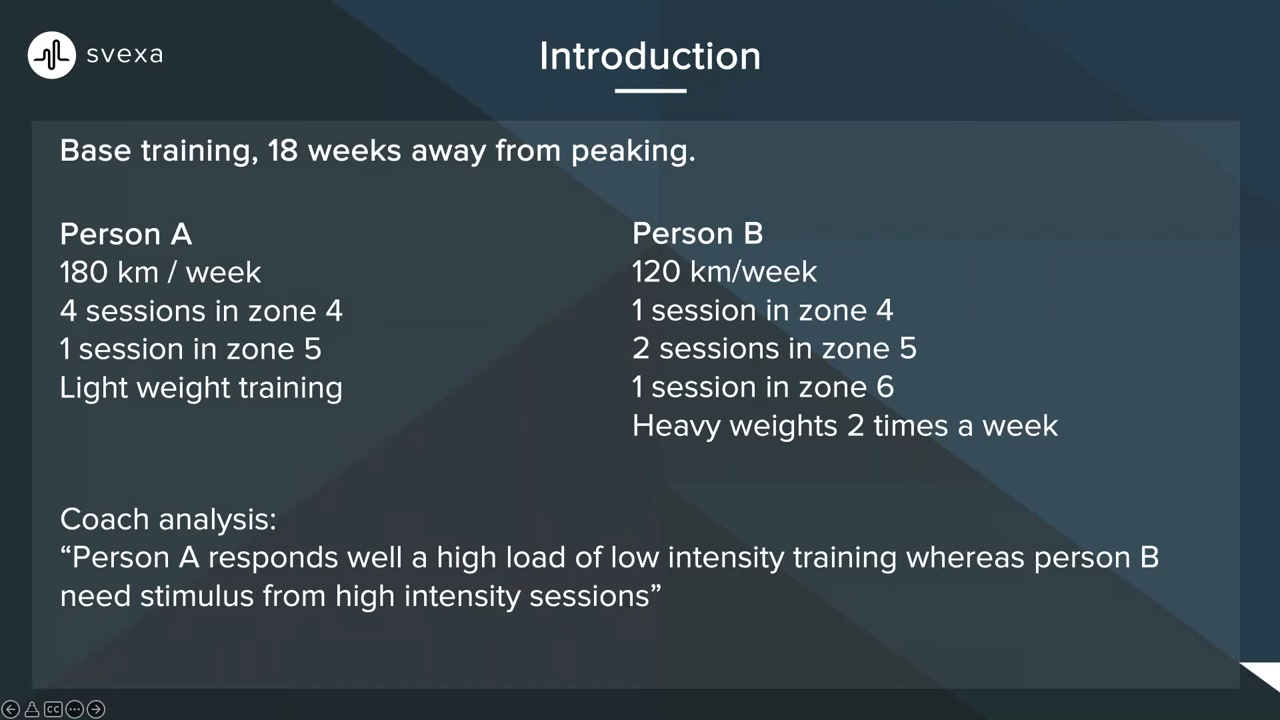 svexa
Introduction
Base training, 18 weeks away from peaking.
Person A
180 km / week
4 sessions in zone 4
1 session in zone 5
Light weight training
Person B
120 km/week
1 session in zone 4
2 sessions in zone 5
1 session in zone 6
Heavy weights 2 times a week
Coach analysis:
“Person A responds well a high load of low intensity training whereas person B
need stimulus from high intensity sessions”
CC